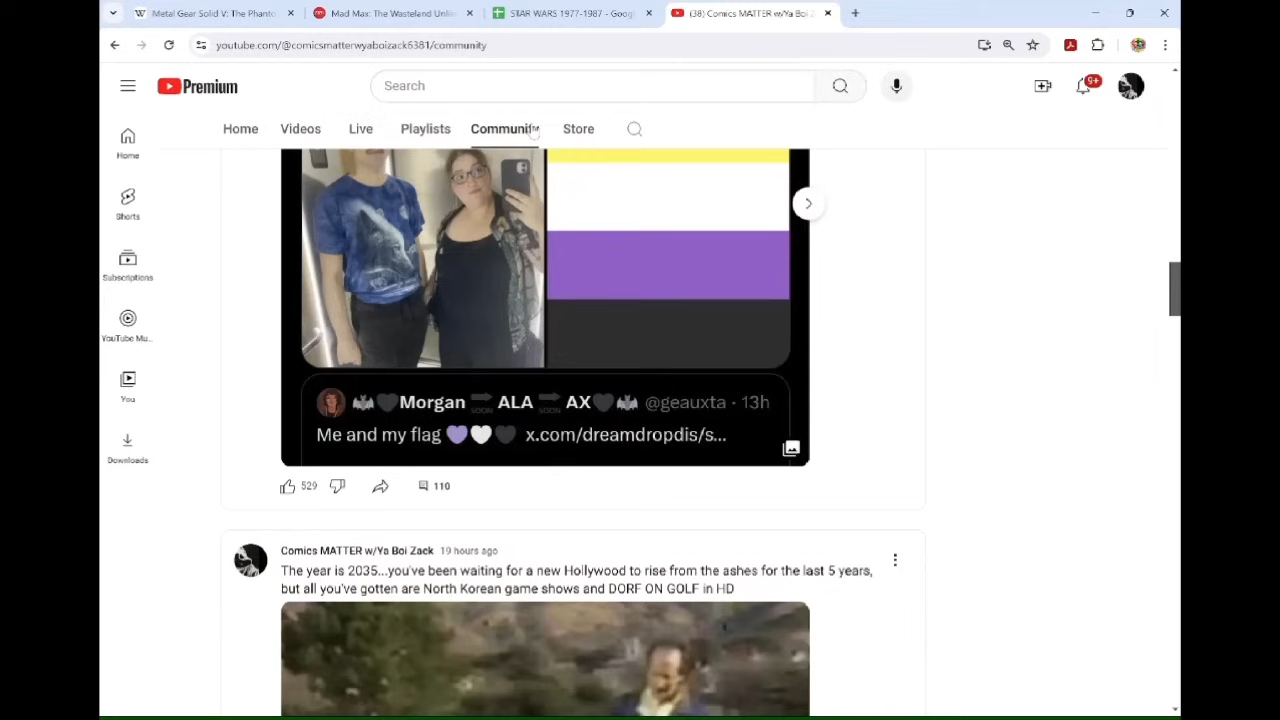 Metal Gear Solid V: The Phanto
Mad Max: The Wasteland Unlin
STAR WARS 1977-1987 - Googl
(38) Comics MATTER w/Ya Boi Z
youtube.com/@comicsmatterwyaboizack6381/community
Premium
Search
9+
Home
Videos
Live
Playlists
Community
Store
Home
Shorts
Subscriptions
YouTube Mu...
You
Downloads
Morgan SOON ALA SOON AX @geauxta · 13h
Me and my flag x.com/dreamdropdis/s...
529
110
Comics MATTER w/Ya Boi Zack 19 hours ago
The year is 2035...you've been waiting for a new Hollywood to rise from the ashes for the last 5 years,
but all you've gotten are North Korean game shows and DORF ON GOLF in HD